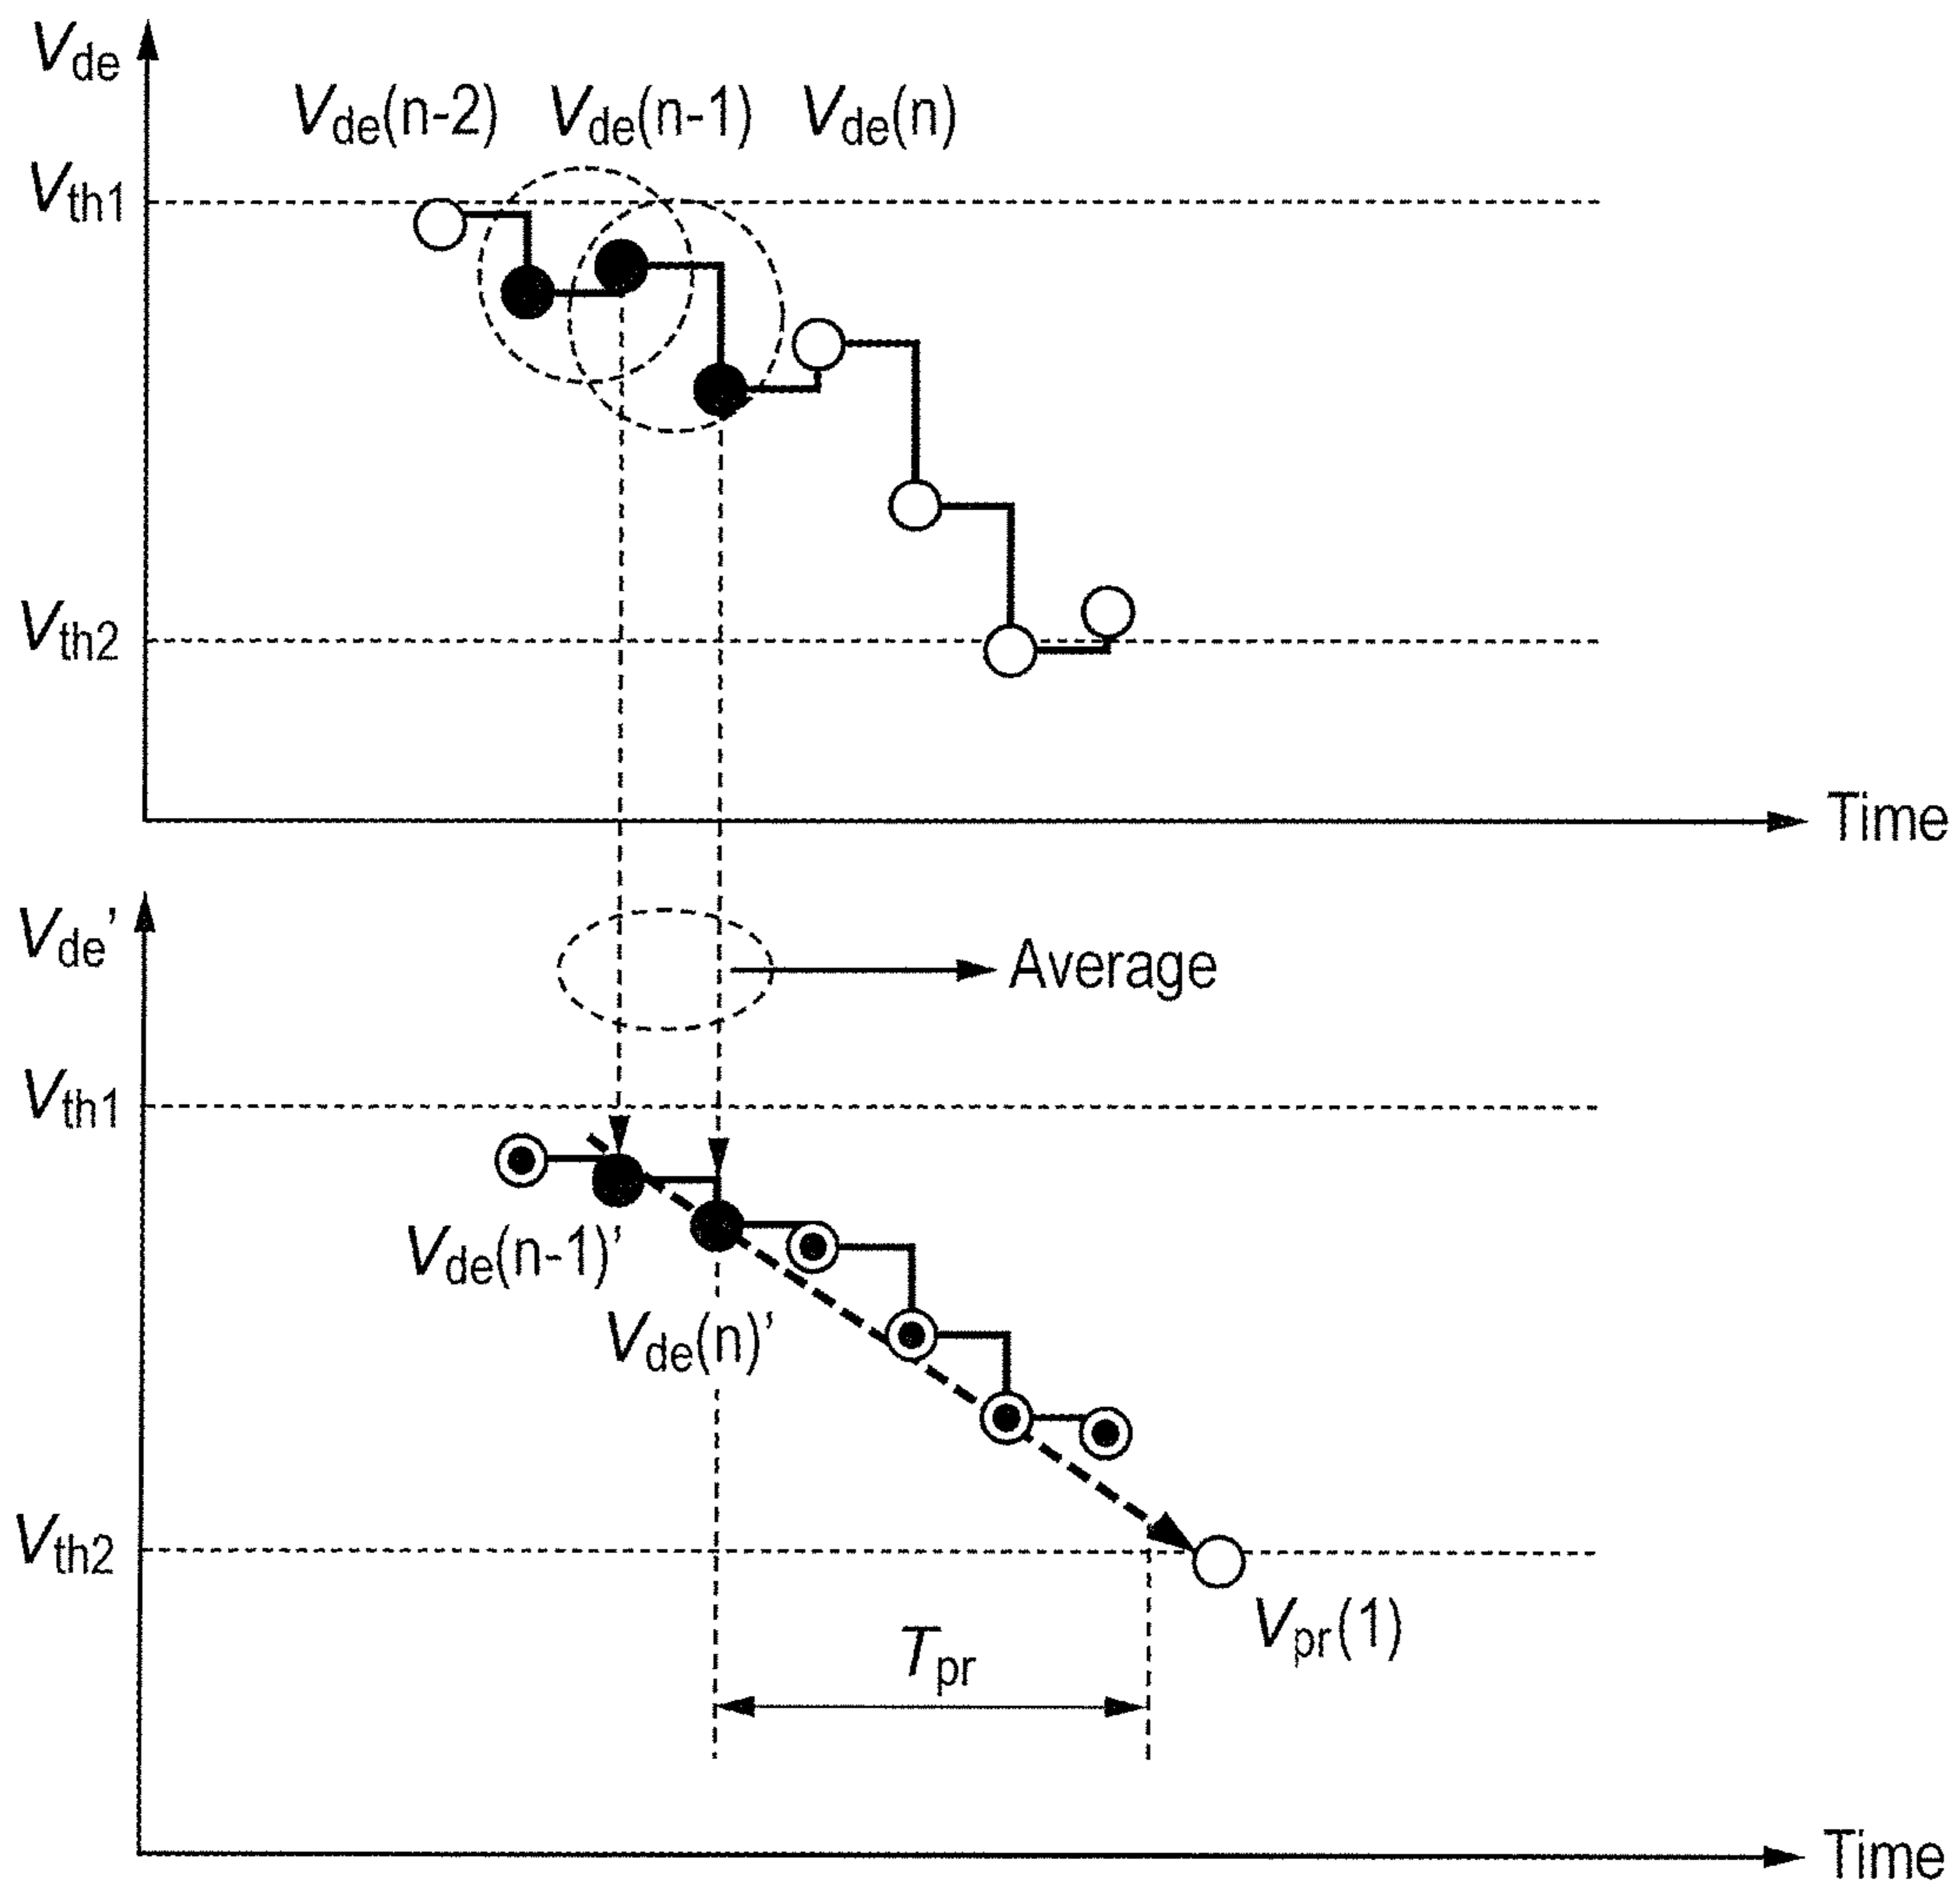 Vde
Vde(n-2) Vde(n-1) Vde(n)
Vth1
Vth2
Time
Vde’
Average
Vth1
Vde(n-1)’
Vde(n)’
Vth2
Vpr(1)
Tpr
Time